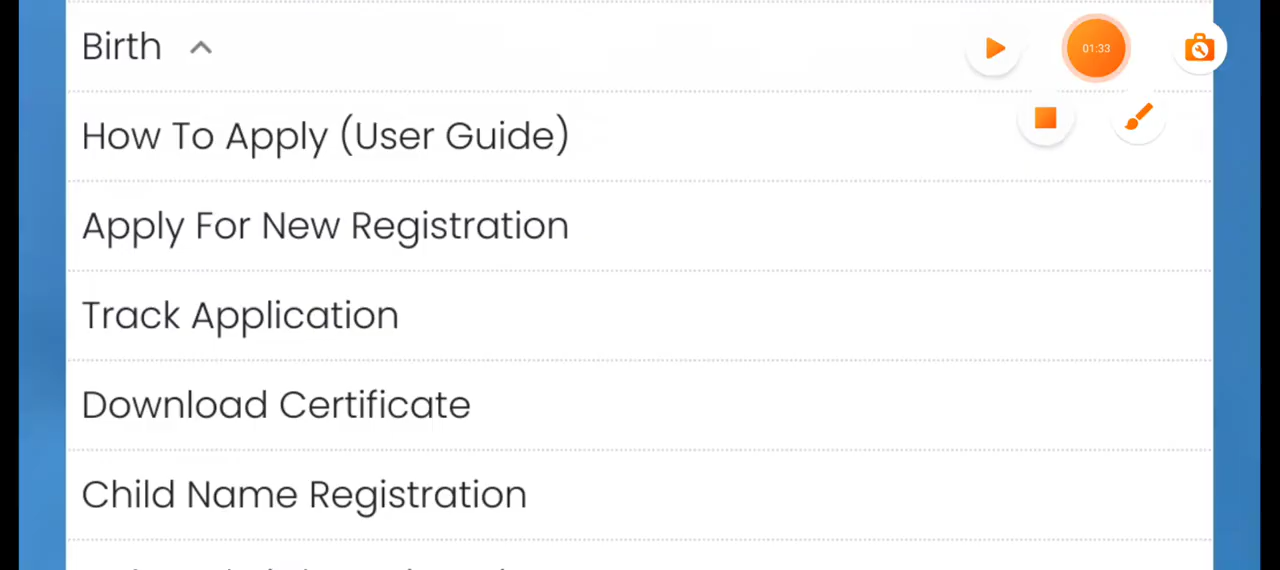 Birth
01:33
How To Apply (User Guide)
Apply For New Registration
Track Application
Download Certificate
Child Name Registration